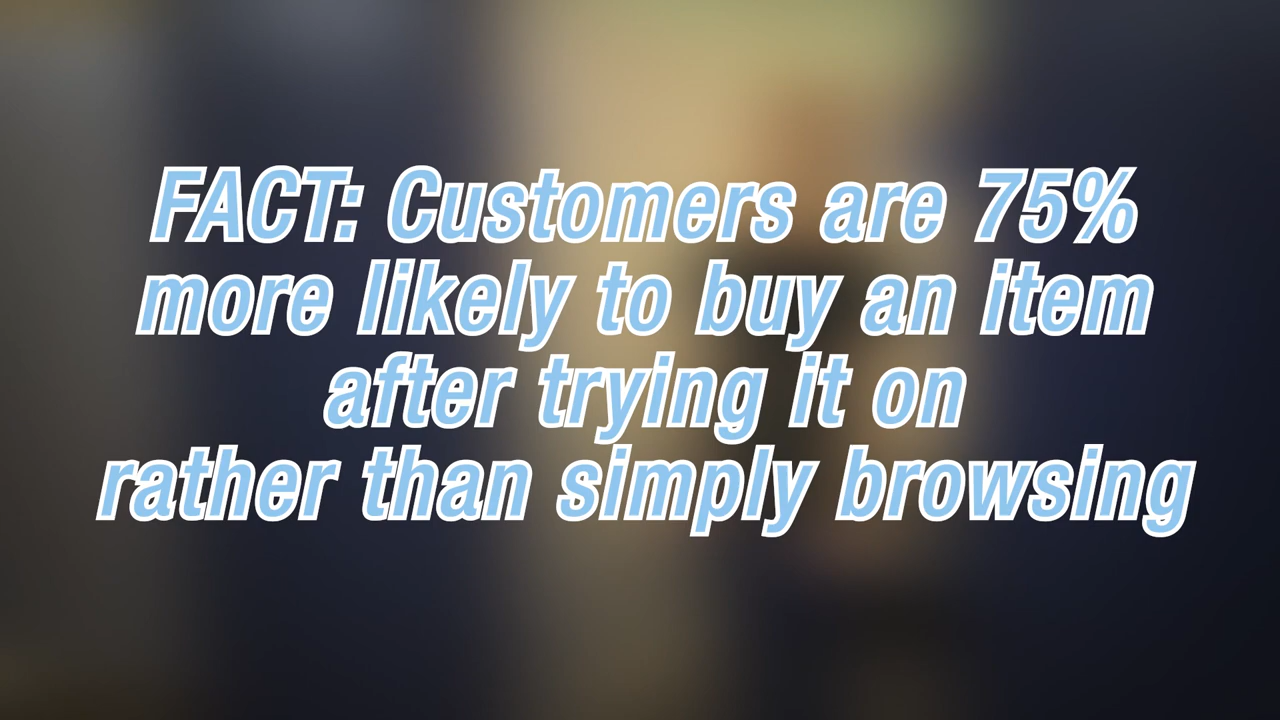 FACT: Customers are 75%
more likely to buy an item
after trying it on
rather than simply browsing